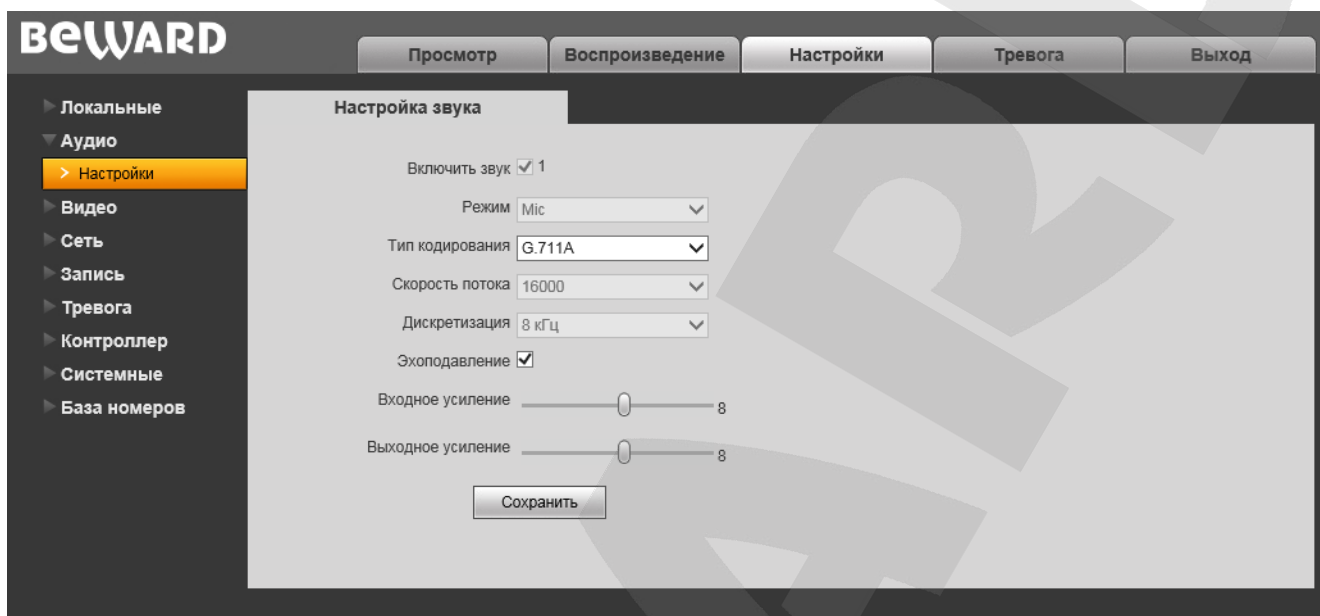 BEWARD
Просмотр Воспроизведение Настройки Тревога Выход
Локальные
Аудио
> Настройки
Видео
Сеть
Запись
Тревога
Контроллер
Системные
База номеров
Настройка звука
Включить звук 1
Режим Mic
Тип кодирования G.711A
Скорость потока 16000
Дискретизация 8 кГц
Эхоподавление
Входное усиление 8
Выходное усиление 8
Сохранить